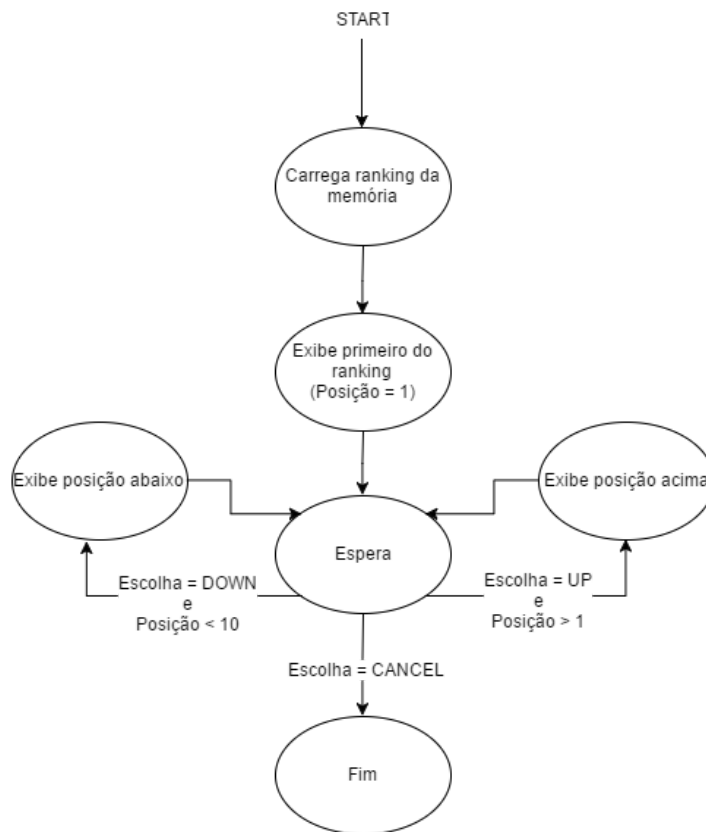 START
Carrega ranking da
memória
Exibe primeiro do
ranking
(Posição = 1)
Exibe posição abaixo
Exibe posição acima
Espera
Escolha = DOWN
e
Posição < 10
Escolha = UP
e
Posição > 1
Escolha = CANCEL
Fim